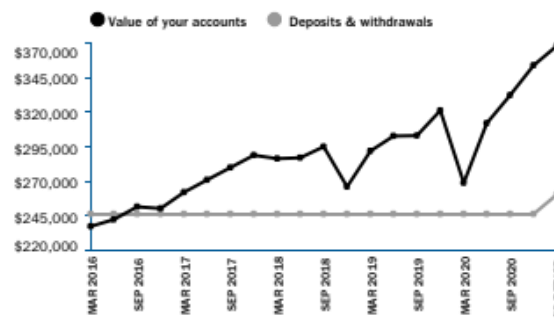 Value of your accounts
Deposits & withdrawals
$370,000
$345,000
$320,000
$295,000
$270,000
$245,000
$220,000
MAR 2016
SEP 2016
MAR 2017
SEP 2017
MAR 2018
SEP 2018
MAR 2019
SEP 2019
MAR 2020
SEP 2020